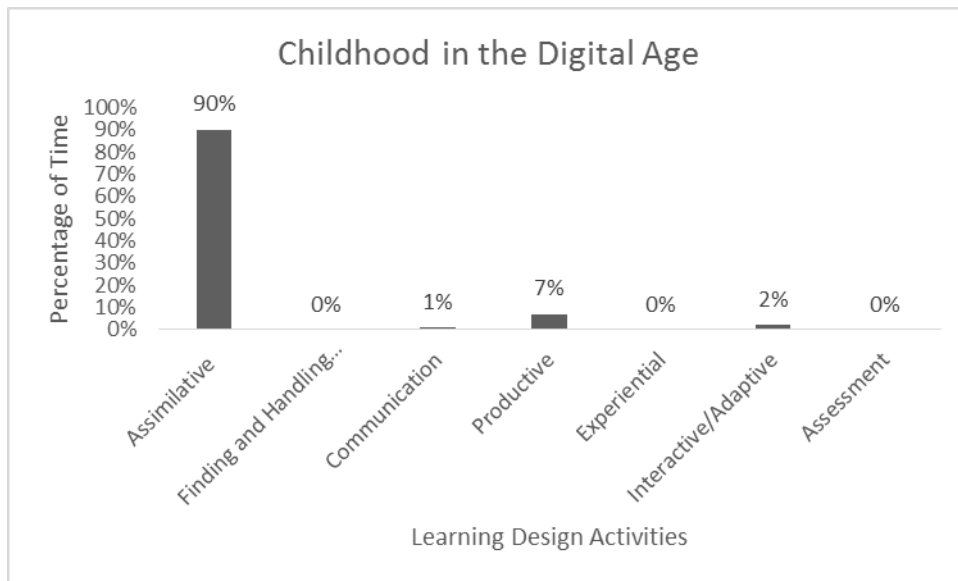 Childhood in the Digital Age
Percentage of Time
100%
90%
80%
70%
60%
50%
40%
30%
20%
10%
0%
90%
0%
1%
7%
0%
2%
0%
Assimilative
Finding and Handling...
Communication
Productive
Experiential
Interactive/Adaptive
Assessment
Learning Design Activities